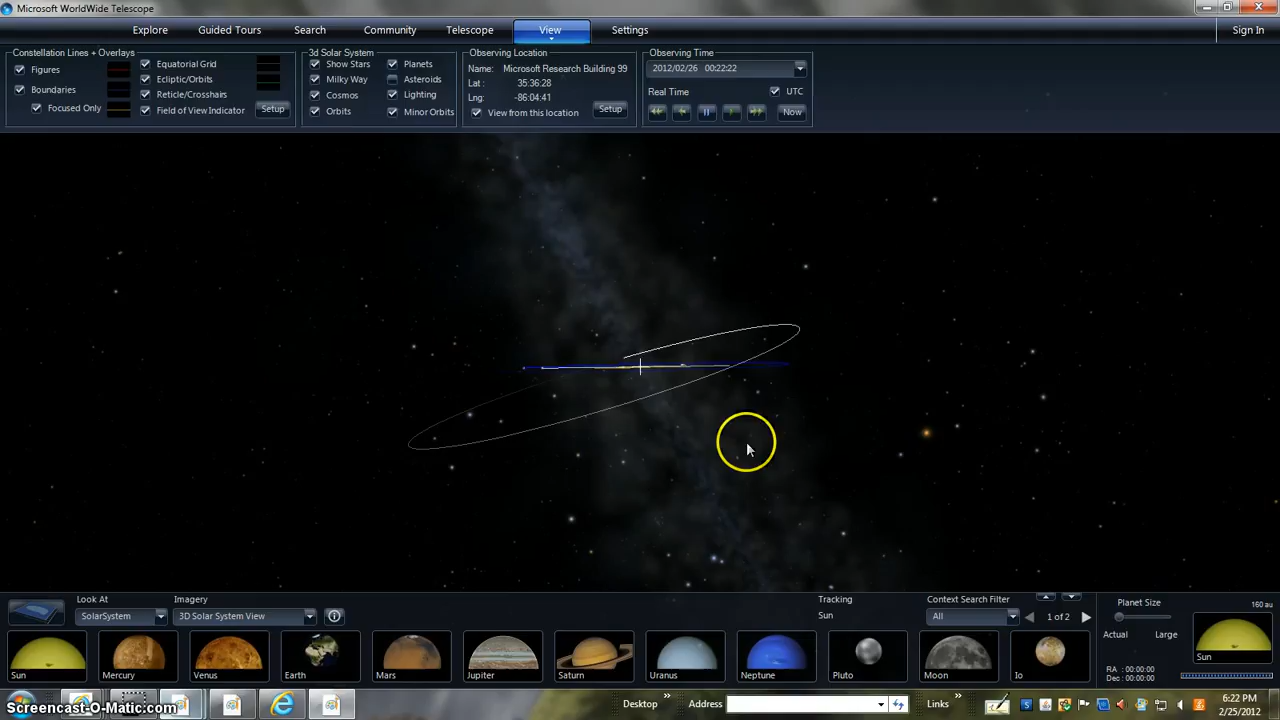 Microsoft WorldWide Telescope
Explore Guided Tours Search Community Telescope View Settings Sign In
Constellation Lines + Overlays 3d Solar System Observing Location Observing Time
Figures Equatorial Grid Show Stars Planets Name: Microsoft Research Building 99 2012/02/26 00:22:22
Boundaries Ecliptic/Orbits Milky Way Asteroids Lat : 35:36:28 Real Time UTC
Reticle/Crosshairs Cosmos Lighting Lng: -86:04:41
Focused Only Field of View Indicator Setup Orbits Minor Orbits View from this location Setup Now
Look At Imagery Tracking Context Search Filter Planet Size 160 au
SolarSystem 3D Solar System View Sun All 1 of 2
Actual Large
Sun
RA : 00:00:00
Dec : 00:00:00
Sun Mercury Venus Earth Mars Jupiter Saturn Uranus Neptune Pluto Moon Io
Screencast-O-Matic.com Desktop » Address Links » 6:22 PM
2/25/2012